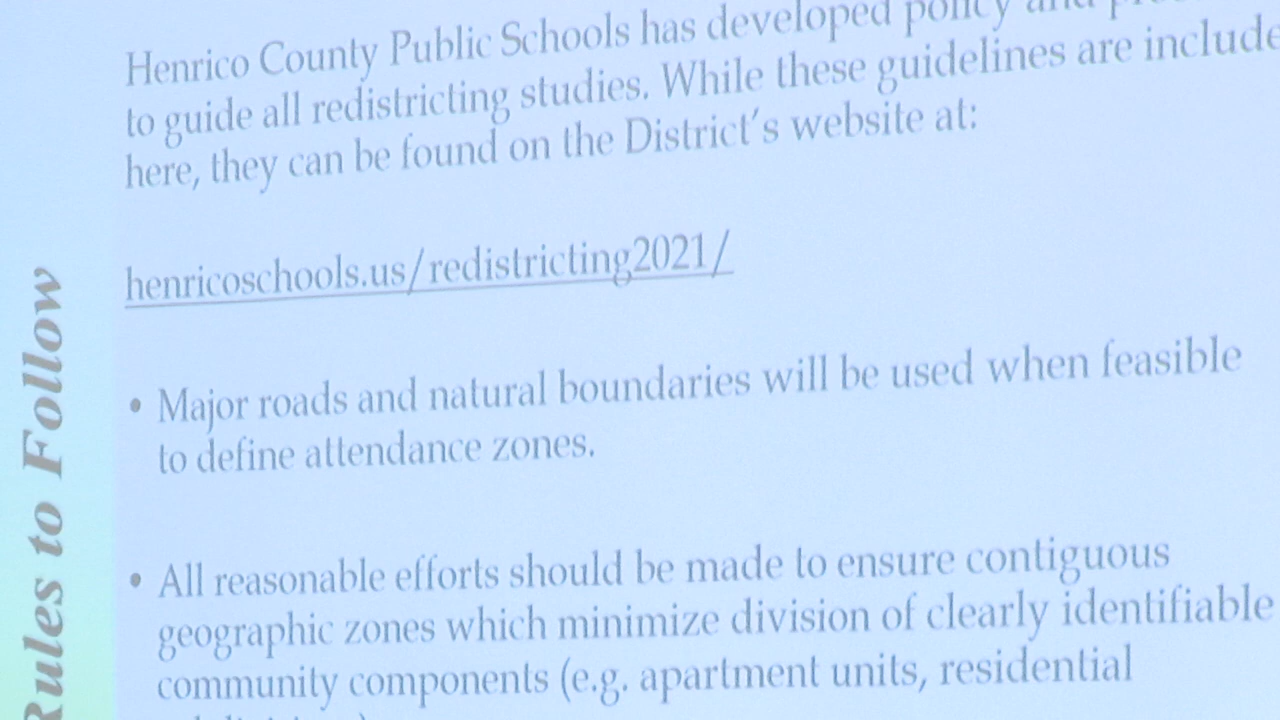 Henrico County Public Schools has developed policy and
to guide all redistricting studies. While these guidelines are include
here, they can be found on the District's website at:
henricoschools.us/redistricting2021/
• Major roads and natural boundaries will be used when feasible
to define attendance zones.
• All reasonable efforts should be made to ensure contiguous
geographic zones which minimize division of clearly identifiable
community components (e.g. apartment units, residential
Rules to Follow